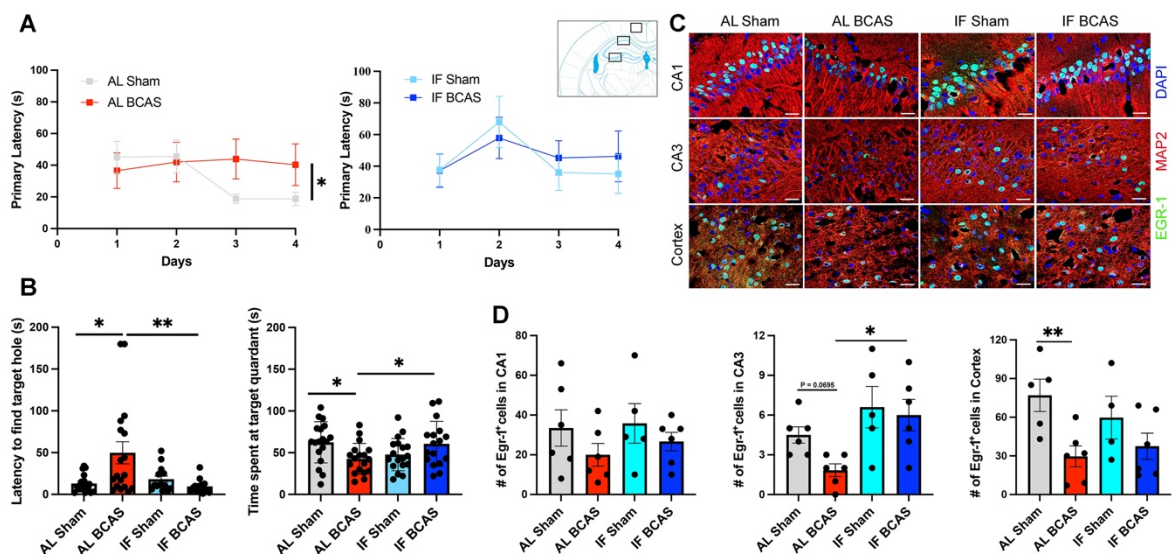 A
Primary Latency (s)
100
80
60
40
20
0
AL Sham
AL BCAS
*
0
1
2
3
4
Days
Primary Latency (s)
100
80
60
40
20
0
IF Sham
IF BCAS
0
1
2
3
4
Days
B
Latency to find target hole (s)
200
150
100
50
0
*
**
AL Sham
AL BCAS
IF Sham
IF BCAS
Time spent at target quardant (s)
200
150
100
50
0
*
*
AL Sham
AL BCAS
IF Sham
IF BCAS
C
AL Sham
AL BCAS
IF Sham
IF BCAS
CA1
CA3
Cortex
DAPI
MAP2
EGR-1
D
# of Egr-1⁺ cells in CA1
80
60
40
20
0
AL Sham
AL BCAS
IF Sham
IF BCAS
# of Egr-1⁺ cells in CA3
12
9
6
3
0
P = 0.0695
*
AL Sham
AL BCAS
IF Sham
IF BCAS
# of Egr-1⁺ cells in Cortex
120
90
60
30
0
**
AL Sham
AL BCAS
IF Sham
IF BCAS